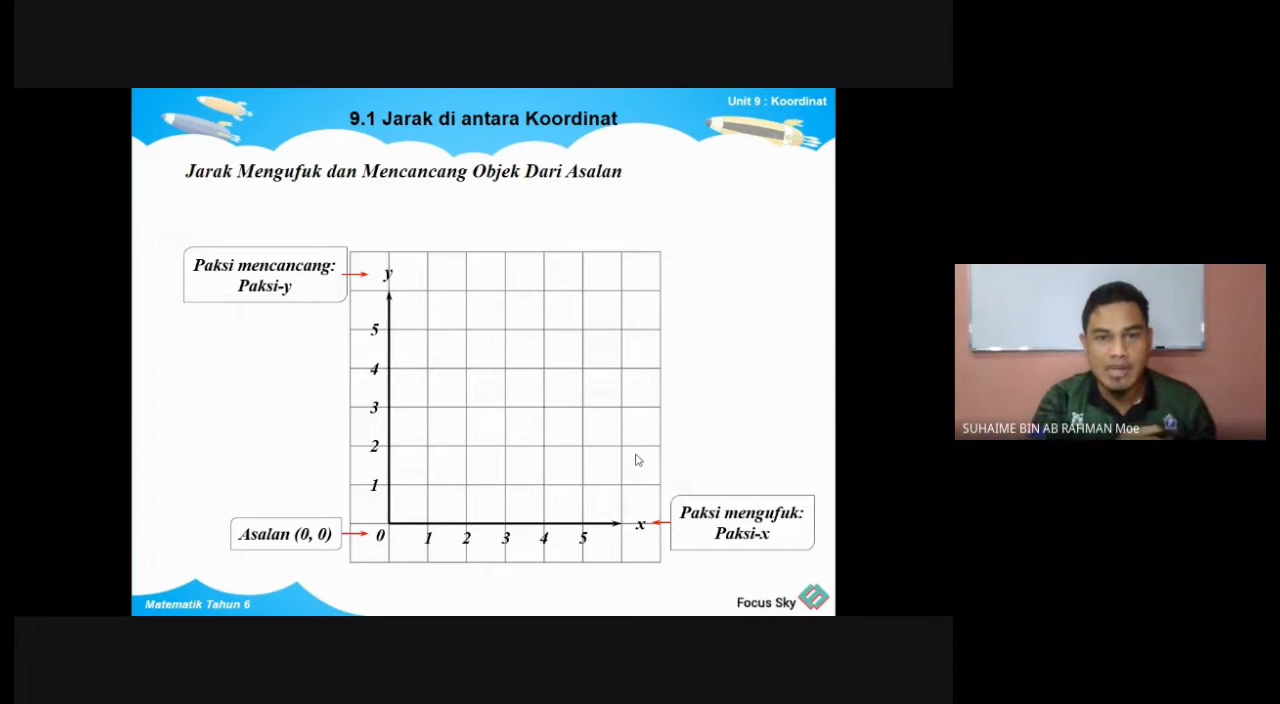 Unit 9 : Koordinat
9.1 Jarak di antara Koordinat
Jarak Mengufuk dan Mencancang Objek Dari Asalan
Paksi mencancang:
Paksi-y
y
5
4
3
2
1
Asalan (0, 0)
0
1
2
3
4
5
x
Paksi mengufuk:
Paksi-x
Matematik Tahun 6
Focus Sky
SUHAIME BIN AB RAHMAN Moe